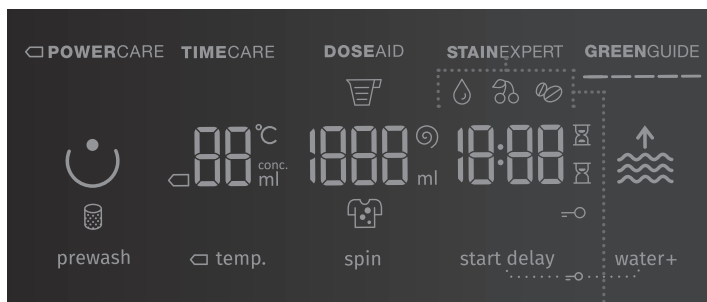 POWERCARE TIMECARE DOSEAID STAINEXPERT GREENGUIDE
88 °C 1888 18:88
conc.
ml ml
prewash temp. spin start delay water+